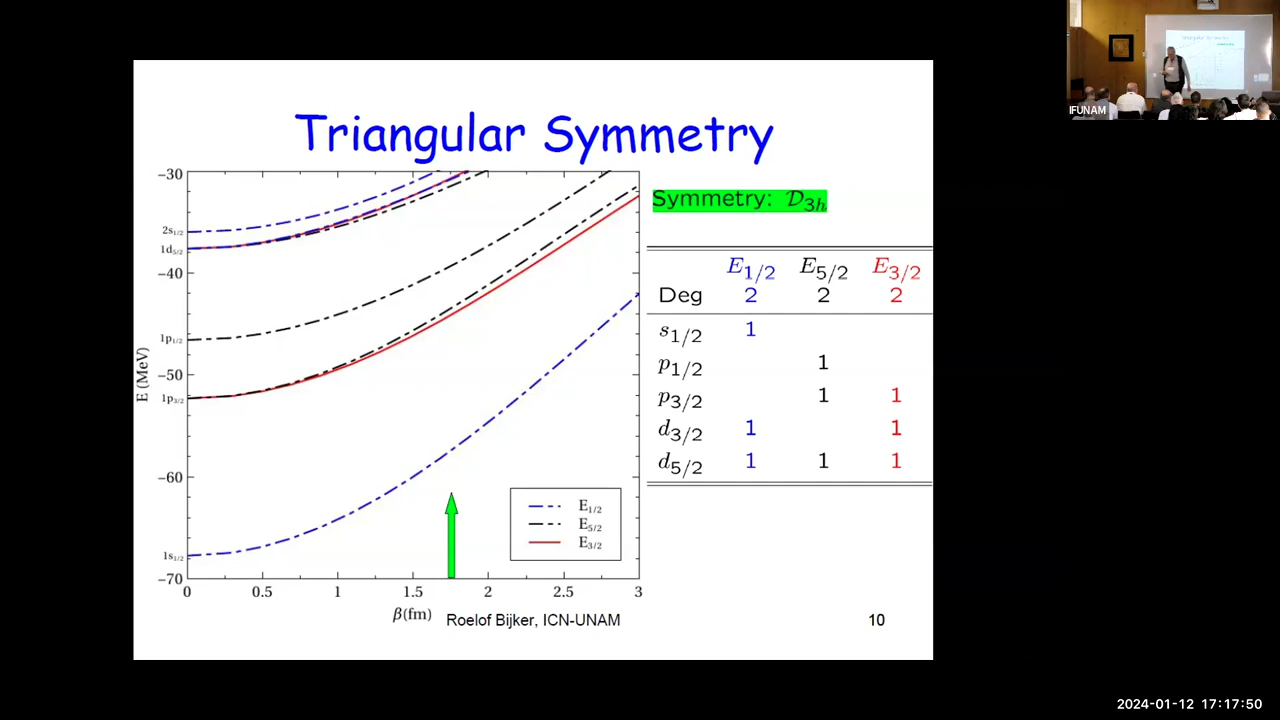 Triangular Symmetry
Symmetry: 𝒟3h
E1/2 E5/2 E3/2
Deg 2 2 2
s1/2 1
p1/2 1
p3/2 1 1
d3/2 1 1
d5/2 1 1 1
−30
2s1/2
1d5/2
−40
1p1/2
−50
1p3/2
−60
1s1/2
−70
E (MeV)
0 0.5 1 1.5 2 2.5 3
β(fm)
E1/2
E5/2
E3/2
Roelof Bijker, ICN-UNAM
10
IFUNAM
Triangular Symmetry
2024-01-12 17:17:50